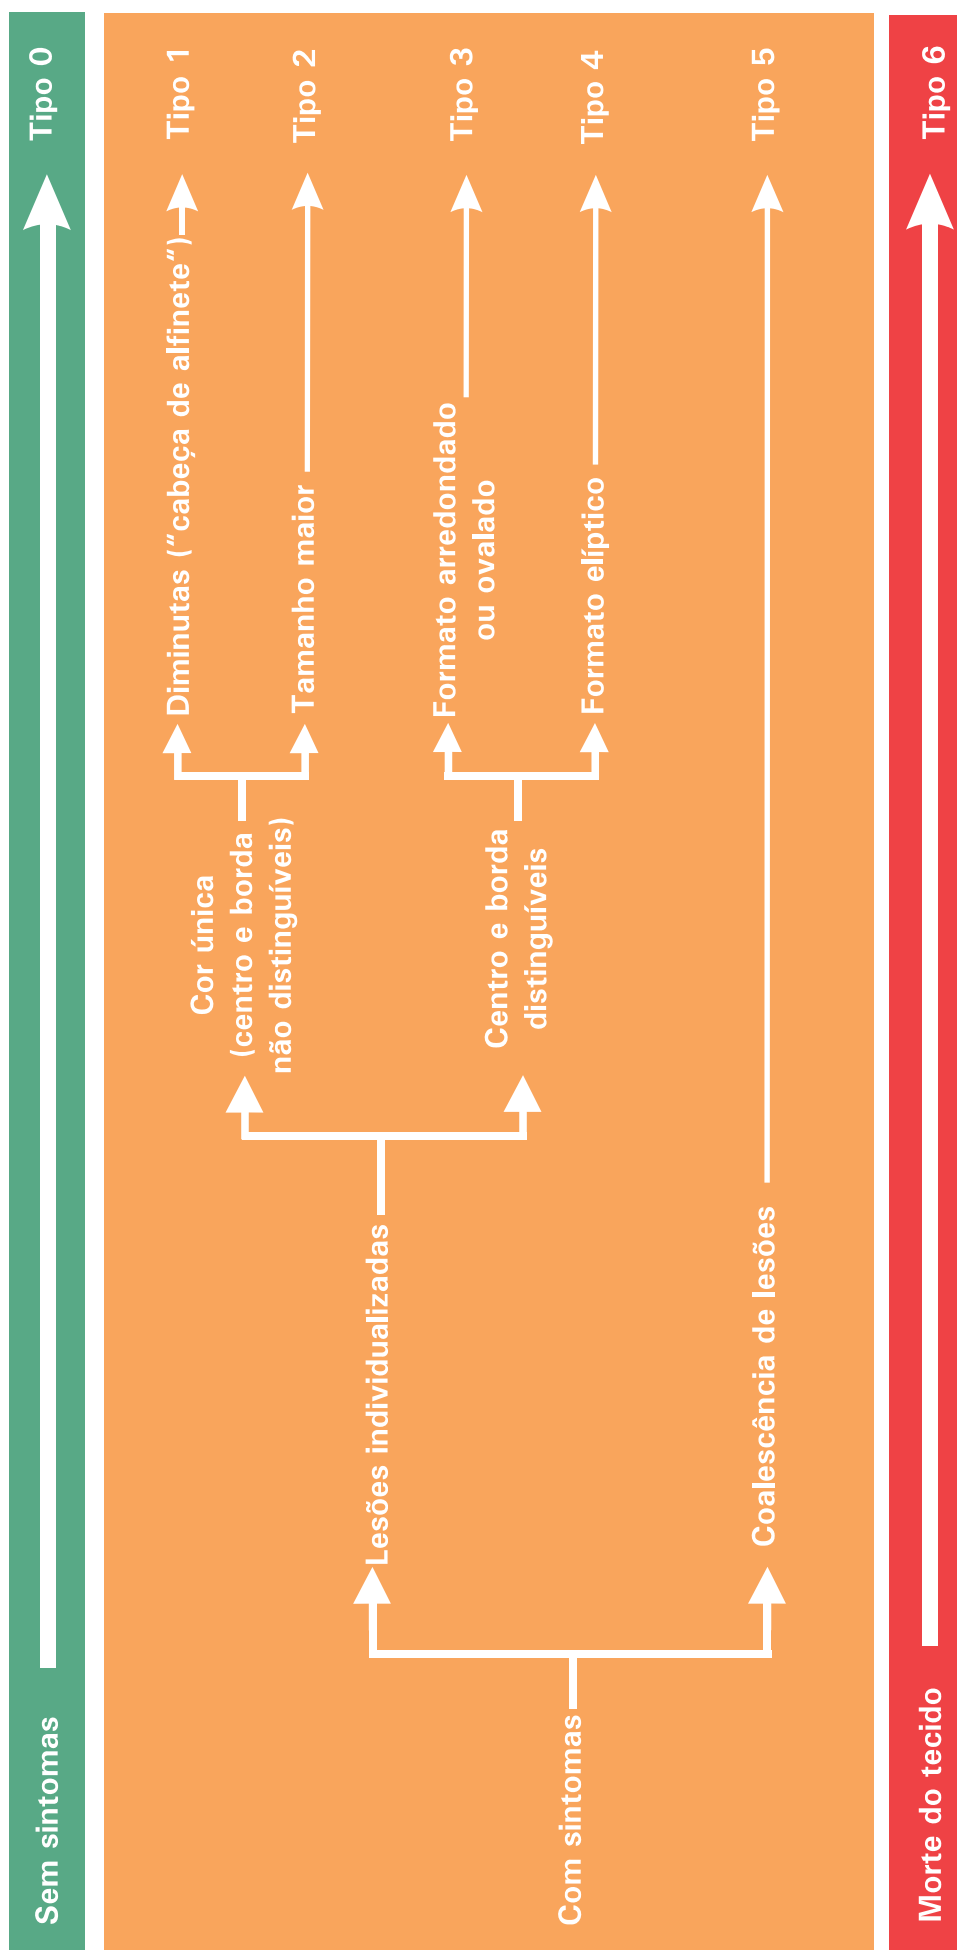 Sem sintomas
Tipo 0
Com sintomas
Lesões individualizadas
Cor única
(centro e borda
não distinguíveis)
Diminutas (“cabeça de alfinete”)
Tipo 1
Tamanho maior
Tipo 2
Centro e borda
distinguíveis
Formato arredondado
ou ovalado
Tipo 3
Formato elíptico
Tipo 4
Coalescência de lesões
Tipo 5
Morte do tecido
Tipo 6